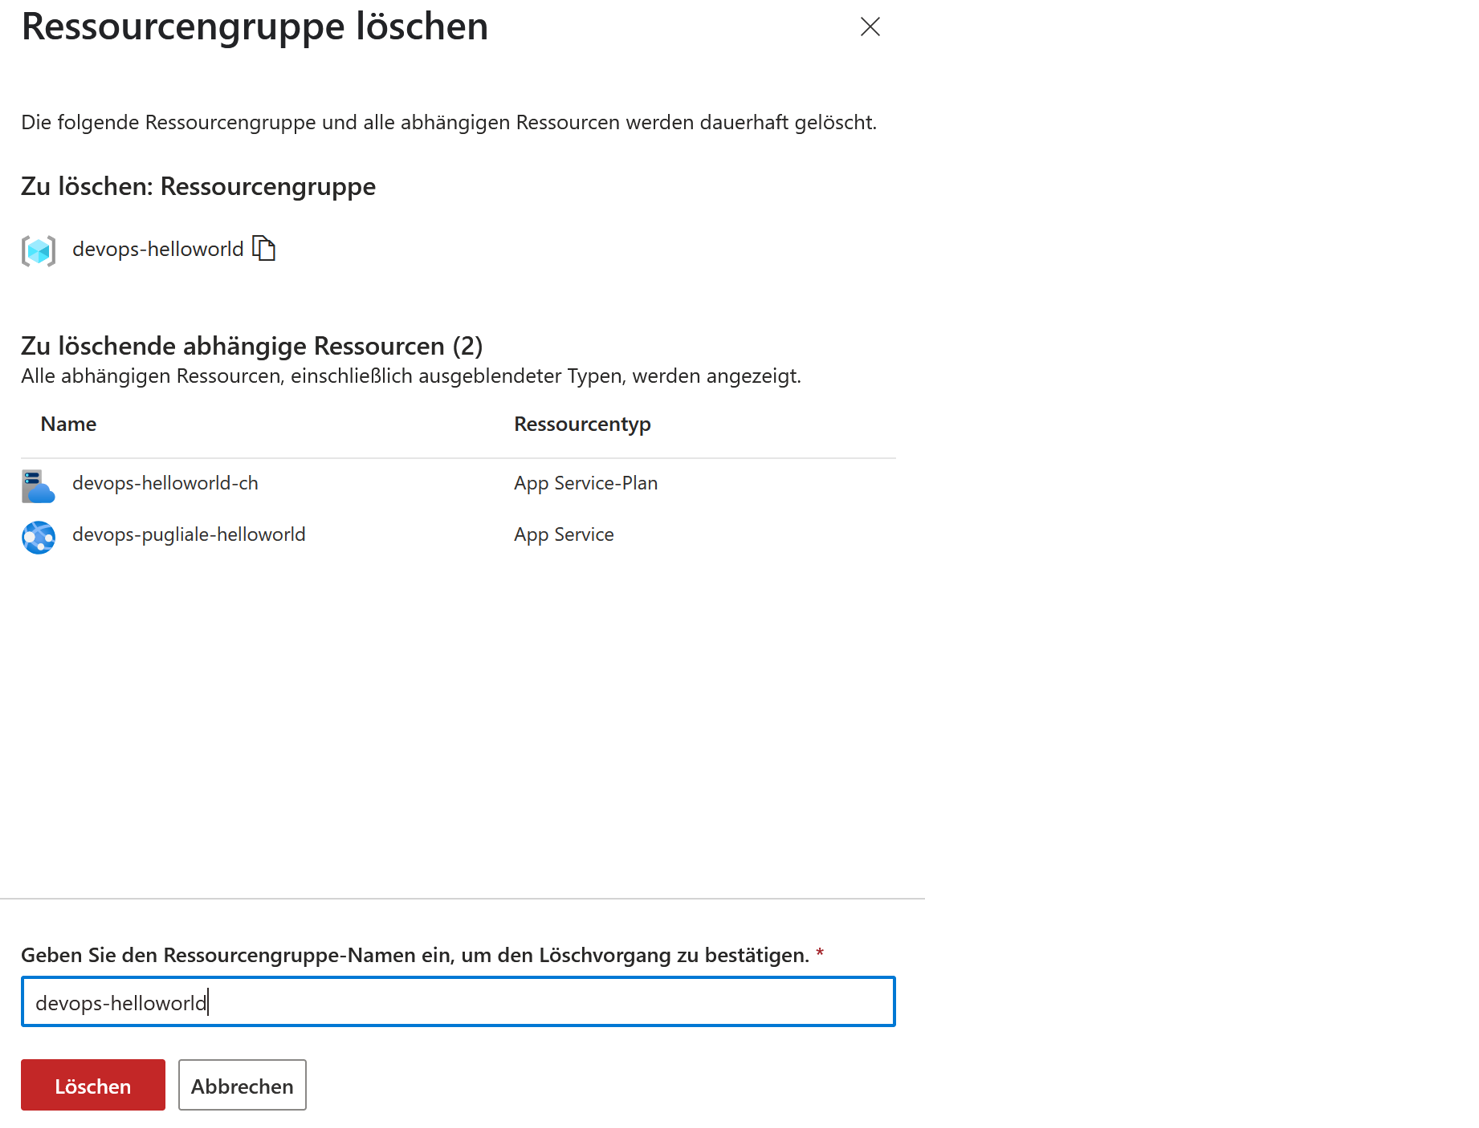 Ressourcengruppe löschen
Die folgende Ressourcengruppe und alle abhängigen Ressourcen werden dauerhaft gelöscht.
Zu löschen: Ressourcengruppe
devops-helloworld
Zu löschende abhängige Ressourcen (2)
Alle abhängigen Ressourcen, einschließlich ausgeblendeter Typen, werden angezeigt.
Name Ressourcentyp
devops-helloworld-ch App Service-Plan
devops-pugliale-helloworld App Service
Geben Sie den Ressourcengruppe-Namen ein, um den Löschvorgang zu bestätigen. *
devops-helloworld
Löschen Abbrechen